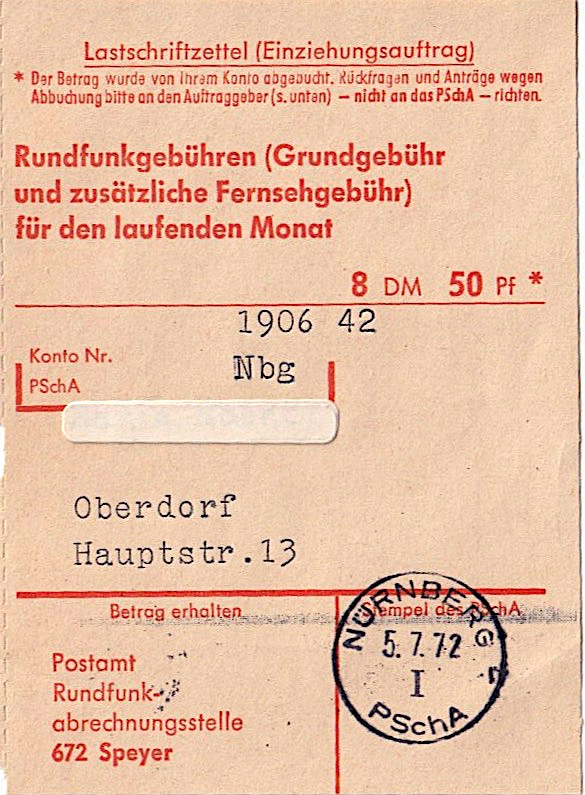 Lastschriftzettel (Einziehungsauftrag)
* Der Betrag wurde von Ihrem Konto abgebucht. Rückfragen und Anträge wegen
Abbuchung bitte an den Auftraggeber (s. unten) — nicht an das PSchA — richten.
Rundfunkgebühren (Grundgebühr
und zusätzliche Fernsehgebühr)
für den laufenden Monat
8 DM 50 Pf *
1906 42
Konto Nr.
Nbg
PSchA
Oberdorf
Hauptstr.13
Betrag erhalten
Stempel des PSchA
NÜRNBERG
5.7.72
I
PSchA
Postamt
Rundfunk-
abrechnungsstelle
672 Speyer